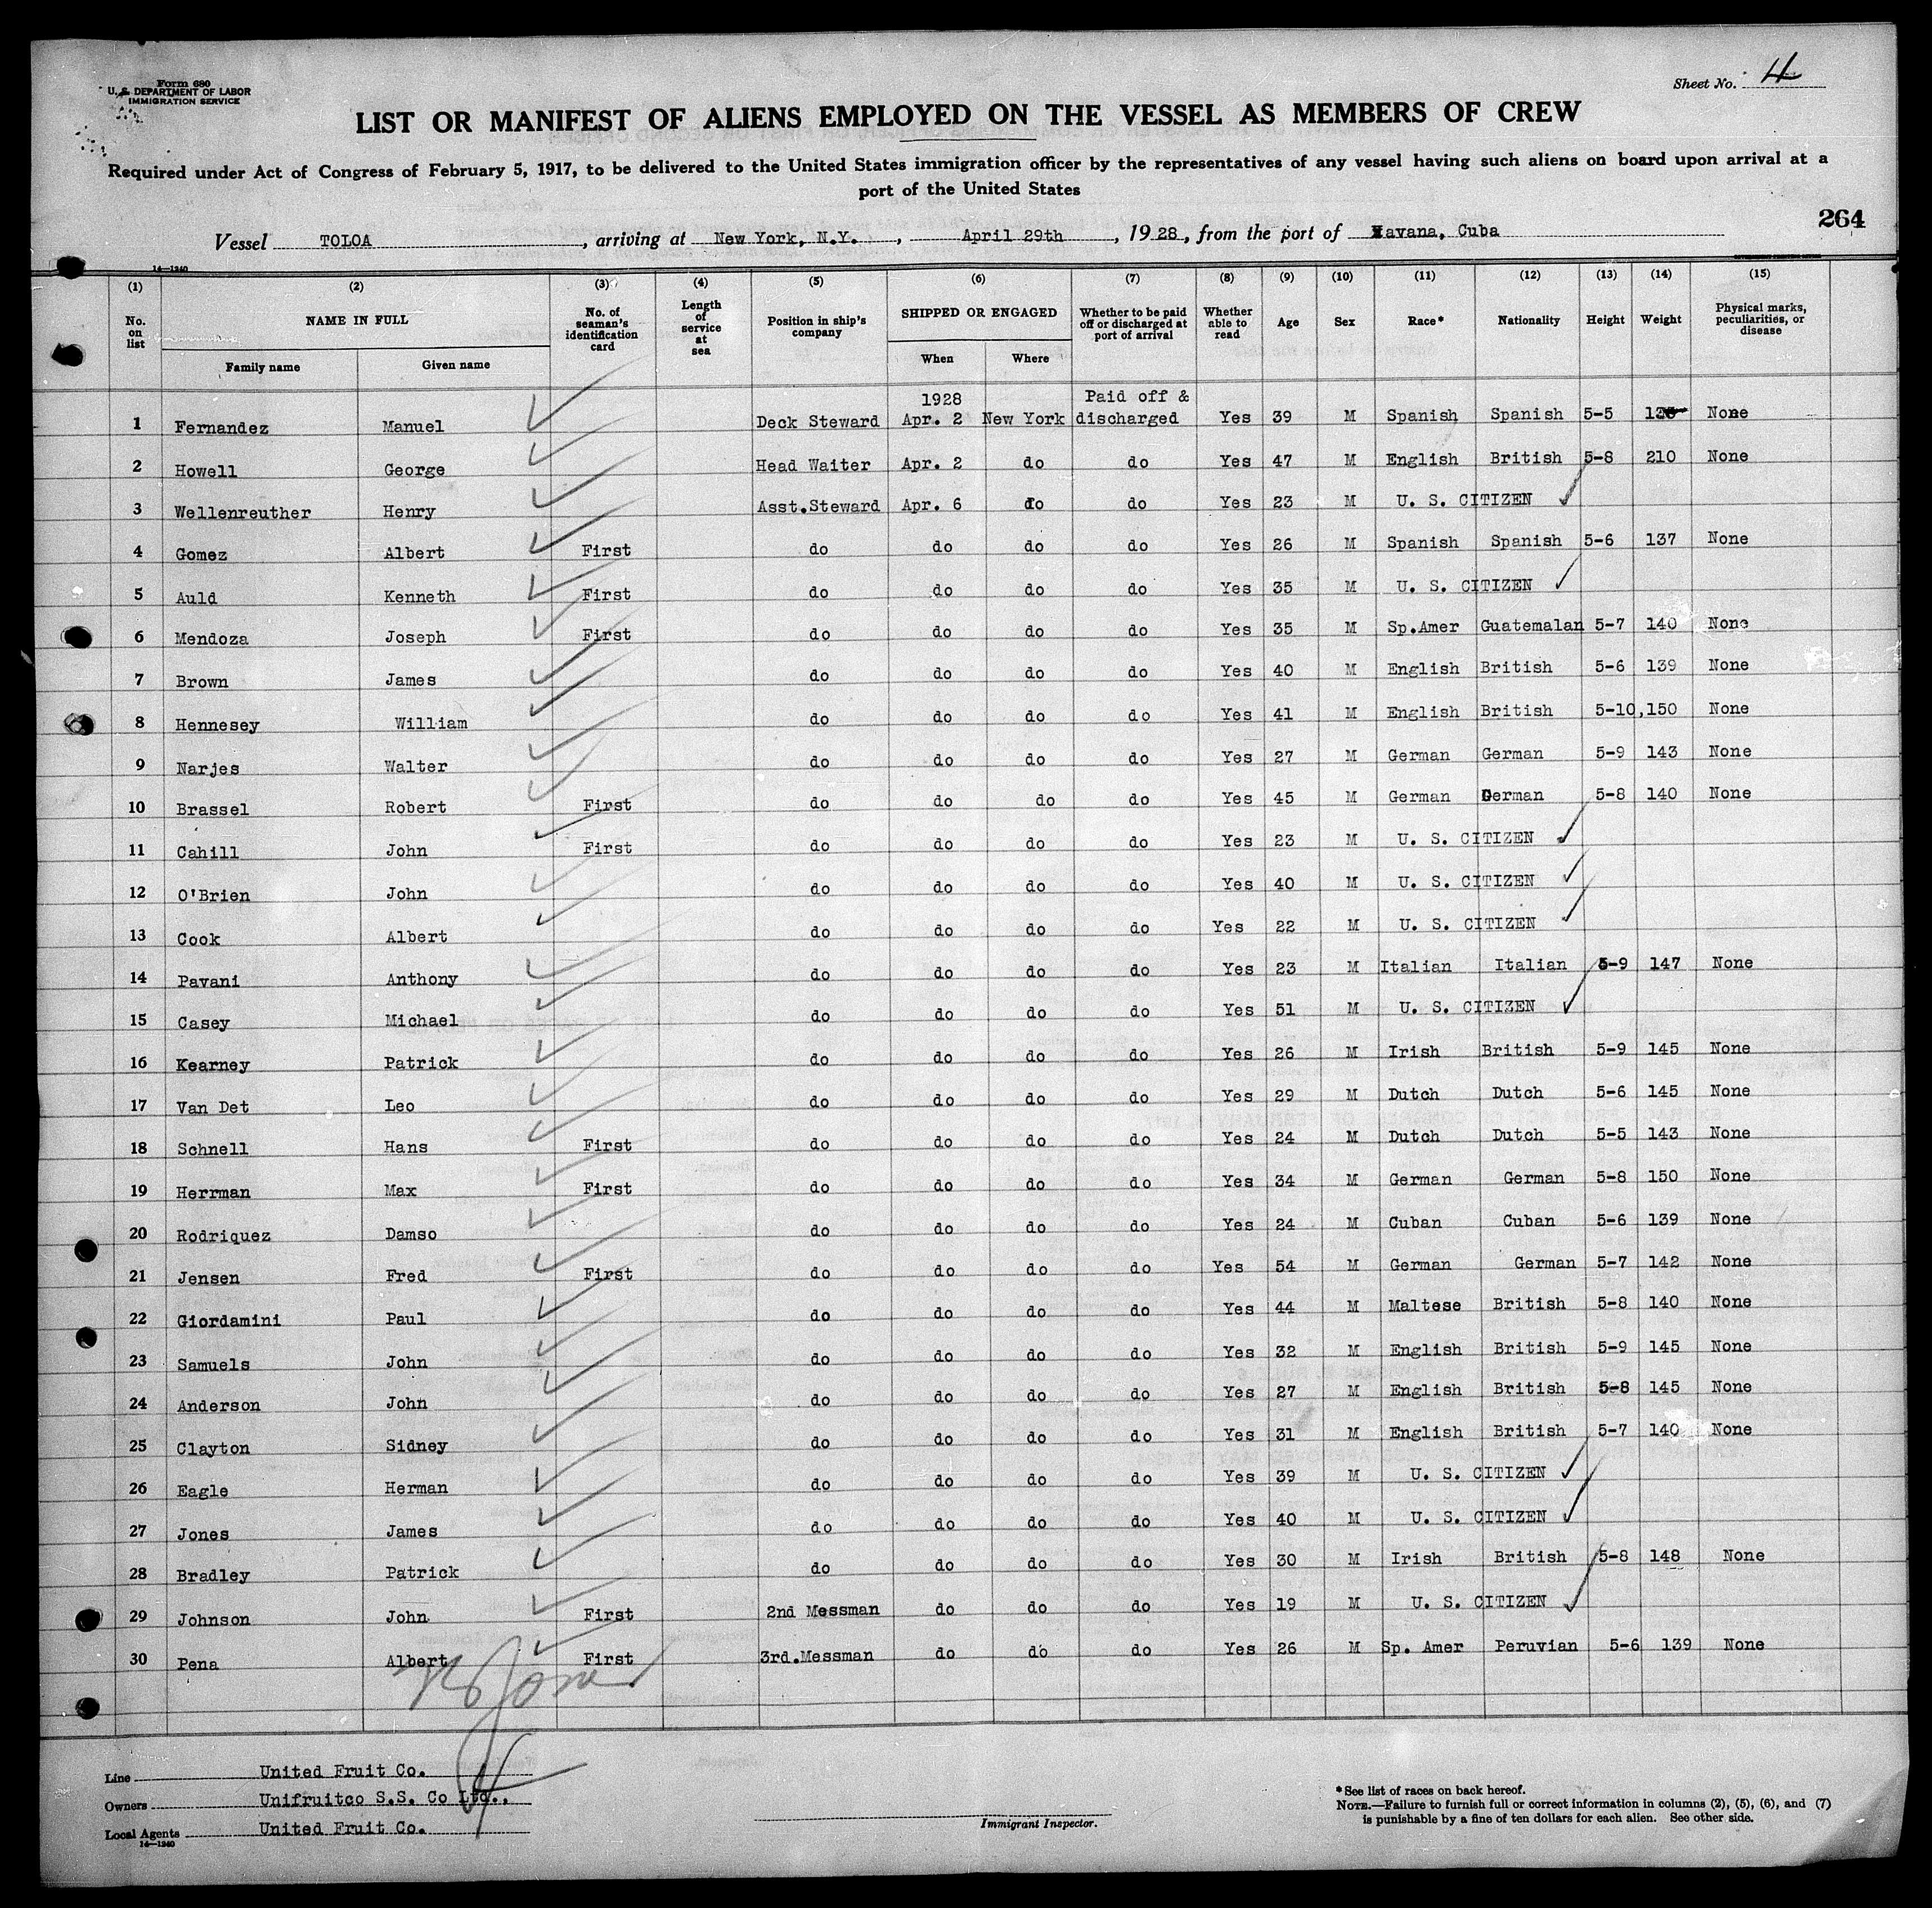 Form 680
U. S. DEPARTMENT OF LABOR
IMMIGRATION SERVICE
Sheet No. 4
LIST OR MANIFEST OF ALIENS EMPLOYED ON THE VESSEL AS MEMBERS OF CREW
Required under Act of Congress of February 5, 1917, to be delivered to the United States immigration officer by the representatives of any vessel having such aliens on board upon arrival at a
port of the United States
264
Vessel TOLOA, arriving at New York, N.Y., April 29th, 1928, from the port of Havana, Cuba
14—1240
(1) (2) (3) (4) (5) (6) (7) (8) (9) (10) (11) (12) (13) (14) (15)
No. on list NAME IN FULL No. of seaman's identification card Length of service at sea Position in ship's company SHIPPED OR ENGAGED Whether to be paid off or discharged at port of arrival Whether able to read Age Sex Race* Nationality Height Weight Physical marks, peculiarities, or disease
Family name Given name When Where
1928 Paid off &
1 Fernandez Manuel Deck Steward Apr. 2 New York discharged Yes 39 M Spanish Spanish 5-5 None
2 Howell George Head Waiter Apr. 2 do do Yes 47 M English British 5-8 210 None
3 Wellenreuther Henry Asst.Steward Apr. 6 do do Yes 23 M U. S. CITIZEN
4 Gomez Albert First do do do do Yes 26 M Spanish Spanish 5-6 137 None
5 Auld Kenneth First do do do do Yes 35 M U. S. CITIZEN
6 Mendoza Joseph First do do do do Yes 35 M Sp.Amer Guatemalan 5-7 140 None
7 Brown James do do do do Yes 40 M English British 5-6 139 None
8 Hennesey William do do do do Yes 41 M English British 5-10,150 None
9 Narjes Walter do do do do Yes 27 M German German 5-9 143 None
10 Brassel Robert First do do do do Yes 45 M German German 5-8 140 None
11 Cahill John First do do do do Yes 23 M U. S. CITIZEN
12 O'Brien John do do do do Yes 40 M U. S. CITIZEN
13 Cook Albert do do do do Yes 22 M U. S. CITIZEN
14 Pavani Anthony do do do do Yes 23 M Italian Italian 5-9 147 None
15 Casey Michael do do do do Yes 51 M U. S. CITIZEN
16 Kearney Patrick do do do do Yes 26 M Irish British 5-9 145 None
17 Van Det Leo do do do do Yes 29 M Dutch Dutch 5-6 145 None
18 Schnell Hans First do do do do Yes 24 M Dutch Dutch 5-5 143 None
19 Herrman Max First do do do do Yes 34 M German German 5-8 150 None
20 Rodriquez Damso do do do do Yes 24 M Cuban Cuban 5-6 139 None
21 Jensen Fred First do do do do Yes 54 M German German 5-7 142 None
22 Giordamini Paul do do do do Yes 44 M Maltese British 5-8 140 None
23 Samuels John do do do do Yes 32 M English British 5-9 145 None
24 Anderson John do do do do Yes 27 M English British 5-8 145 None
25 Clayton Sidney do do do do Yes 31 M English British 5-7 140 None
26 Eagle Herman do do do do Yes 39 M U. S. CITIZEN
27 Jones James do do do do Yes 40 M U. S. CITIZEN
28 Bradley Patrick do do do do Yes 30 M Irish British 5-8 148 None
29 Johnson John First 2nd Messman do do do Yes 19 M U. S. CITIZEN
30 Pena Albert First 3rd.Messman do do do Yes 26 M Sp. Amer Peruvian 5-6 139 None
Line United Fruit Co.
Owners Unifruitco S.S. Co Ltd.,
Local Agents United Fruit Co.
14—1240
Immigrant Inspector.
*See list of races on back hereof.
NOTE.—Failure to furnish full or correct information in columns (2), (5), (6), and (7)
is punishable by a fine of ten dollars for each alien. See other side.